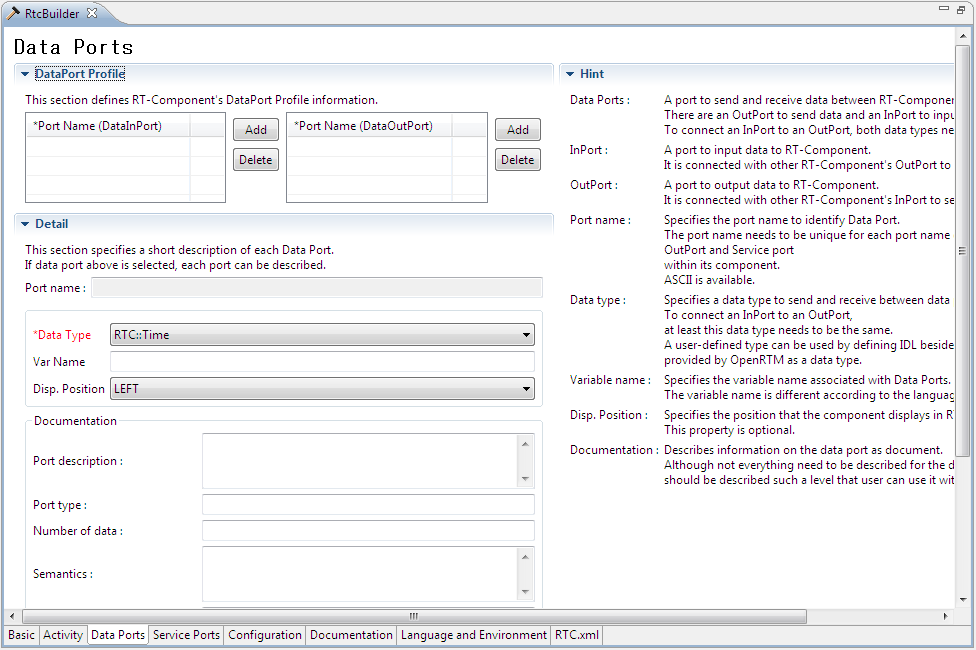 RtcBuilder
Data Ports
DataPort Profile
This section defines RT-Component's DataPort Profile information.
*Port Name (DataInPort)
Add
Delete
*Port Name (DataOutPort)
Add
Delete
Detail
This section specifies a short description of each Data Port.
If data port above is selected, each port can be described.
Port name :
*Data Type
RTC::Time
Var Name
Disp. Position
LEFT
Documentation
Port description :
Port type :
Number of data :
Semantics :
Hint
Data Ports :
A port to send and receive data between RT-Componer
There are an OutPort to send data and an InPort to inpu
To connect an InPort to an OutPort, both data types ne
InPort :
A port to input data to RT-Component.
It is connected with other RT-Component's OutPort to
OutPort :
A port to output data to RT-Component.
It is connected with other RT-Component's InPort to se
Port name :
Specifies the port name to identify Data Port.
The port name needs to be unique for each port name
OutPort and Service port
within its component.
ASCII is available.
Data type :
Specifies a data type to send and receive between data
To connect an InPort to an OutPort,
at least this data type needs to be the same.
A user-defined type can be used by defining IDL beside
provided by OpenRTM as a data type.
Variable name :
Specifies the variable name associated with Data Ports.
The variable name is different according to the languag
Disp. Position :
Specifies the position that the component displays in R
This property is optional.
Documentation :
Describes information on the data port as document.
Although not everything need to be described for the d
should be described such a level that user can use it wit
Basic
Activity
Data Ports
Service Ports
Configuration
Documentation
Language and Environment
RTC.xml